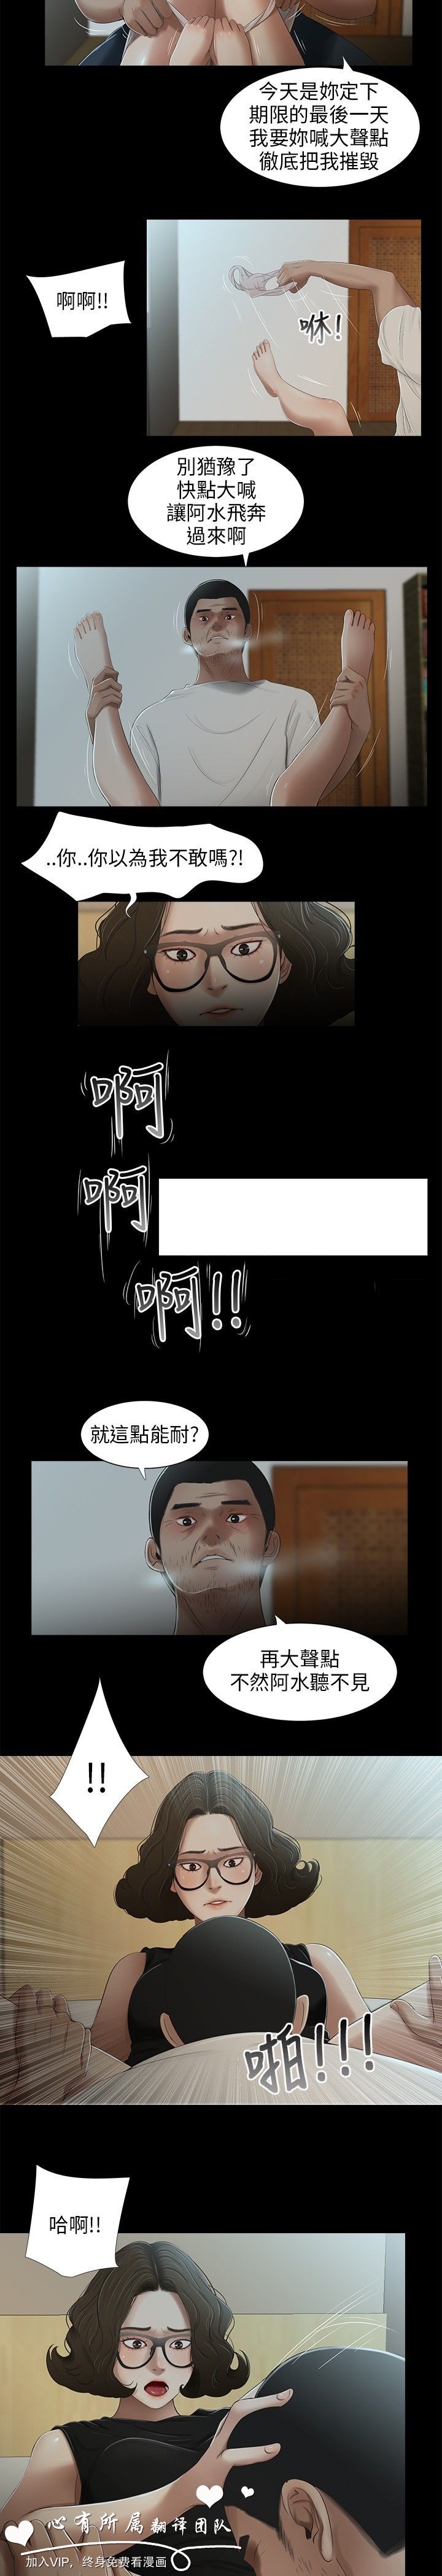 今天是妳定下
期限的最後一天
我要妳喊大聲點
徹底把我摧毀
啊啊!!
咻!
別猶豫了
快點大喊
讓阿水飛奔
過來啊
..你..你以為我不敢嗎?!
啊
啊
啊!!
就這點能耐?
再大聲點
不然阿水聽不見
!!
啪!!!
哈啊!!
心有所属翻译团队
加入VIP，终身免费看漫画